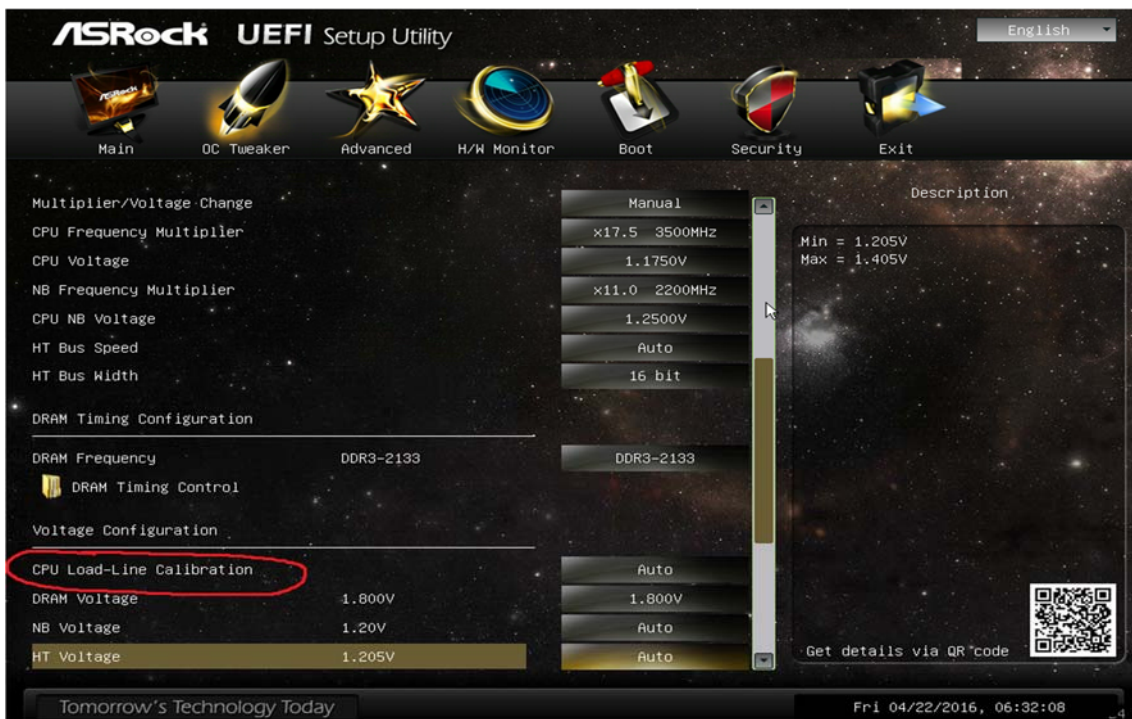 ASRock UEFI Setup Utility
English
Main OC Tweaker Advanced H/W Monitor Boot Security Exit
Description
Multiplier/Voltage Change Manual
CPU Frequency Multiplier x17.5 3500MHz
Min = 1.205V
Max = 1.405V
CPU Voltage 1.1750V
NB Frequency Multiplier x11.0 2200MHz
CPU NB Voltage 1.2500V
HT Bus Speed Auto
HT Bus Width 16 bit
DRAM Timing Configuration
DRAM Frequency DDR3-2133 DDR3-2133
DRAM Timing Control
Voltage Configuration
CPU Load-Line Calibration Auto
DRAM Voltage 1.800V 1.800V
NB Voltage 1.20V Auto
HT Voltage 1.205V Auto
Get details via QR code
Tomorrow's Technology Today
Fri 04/22/2016, 06:32:08